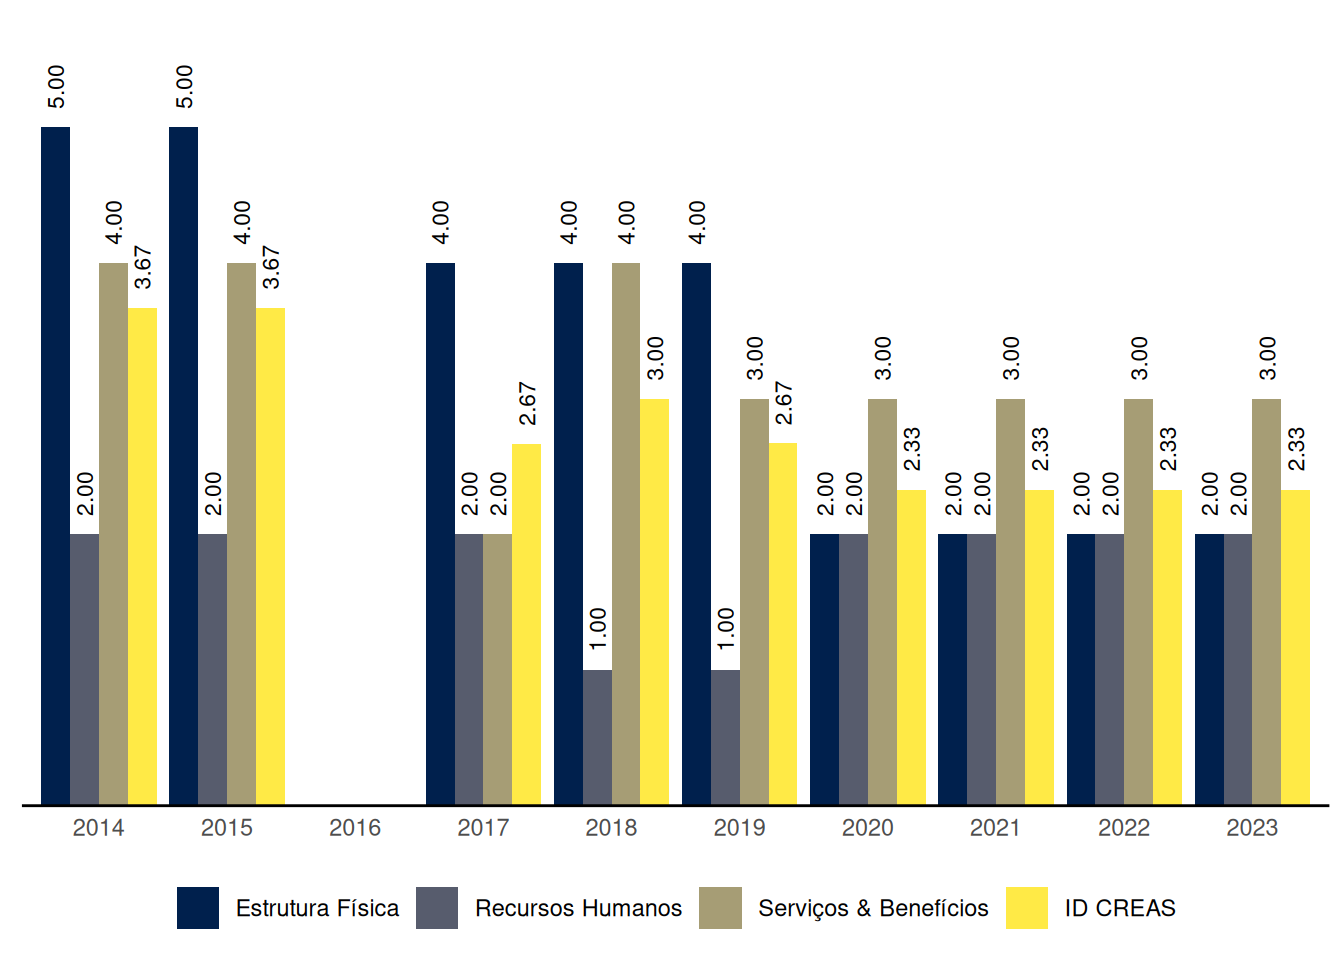 5.00 2.00 4.00 3.67 5.00 2.00 4.00 3.67 4.00 2.00 2.00 2.67 4.00 1.00 4.00 3.00 4.00 1.00 3.00 2.67 2.00 2.00 3.00 2.33 2.00 2.00 3.00 2.33 2.00 2.00 3.00 2.33 2.00 2.00 3.00 2.33
2014 2015 2016 2017 2018 2019 2020 2021 2022 2023
Estrutura Física Recursos Humanos Serviços & Benefícios ID CREAS